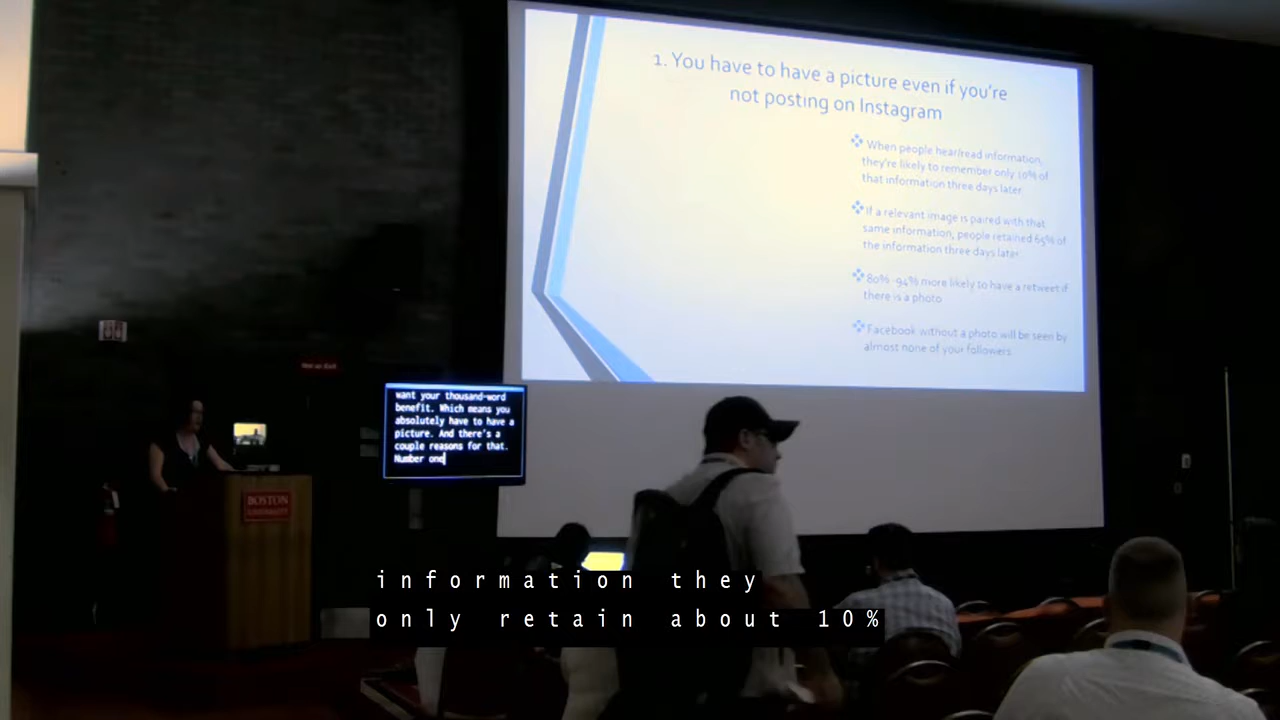 1. You have to have a picture even if you're
not posting on Instagram
When people hear/read information,
they're likely to remember only 10% of
that information three days later
If a relevant image is paired with that
same information, people retained 65% of
the information three days later
80% -94% more likely to have a retweet if
there is a photo
Facebook without a photo will be seen by
almost none of your followers
want your thousand-word
benefit. Which means you
absolutely have to have a
picture. And there's a
couple reasons for that.
Number one
Not an Exit
BOSTON
UNIVERSITY
information they
only retain about 10%